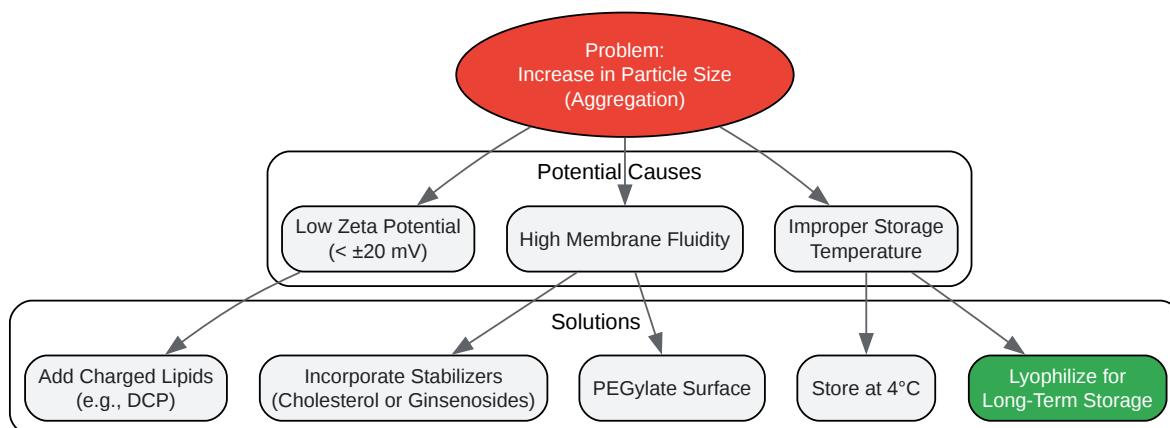 Problem:
Increase in Particle Size
(Aggregation)
Potential Causes
Low Zeta Potential
(< ±20 mV)
High Membrane Fluidity
Improper Storage
Temperature
Solutions
Add Charged Lipids
(e.g., DCP)
Incorporate Stabilizers
(Cholesterol or Ginsenosides)
PEGylate Surface
Store at 4°C
Lyophilize for
Long-Term Storage